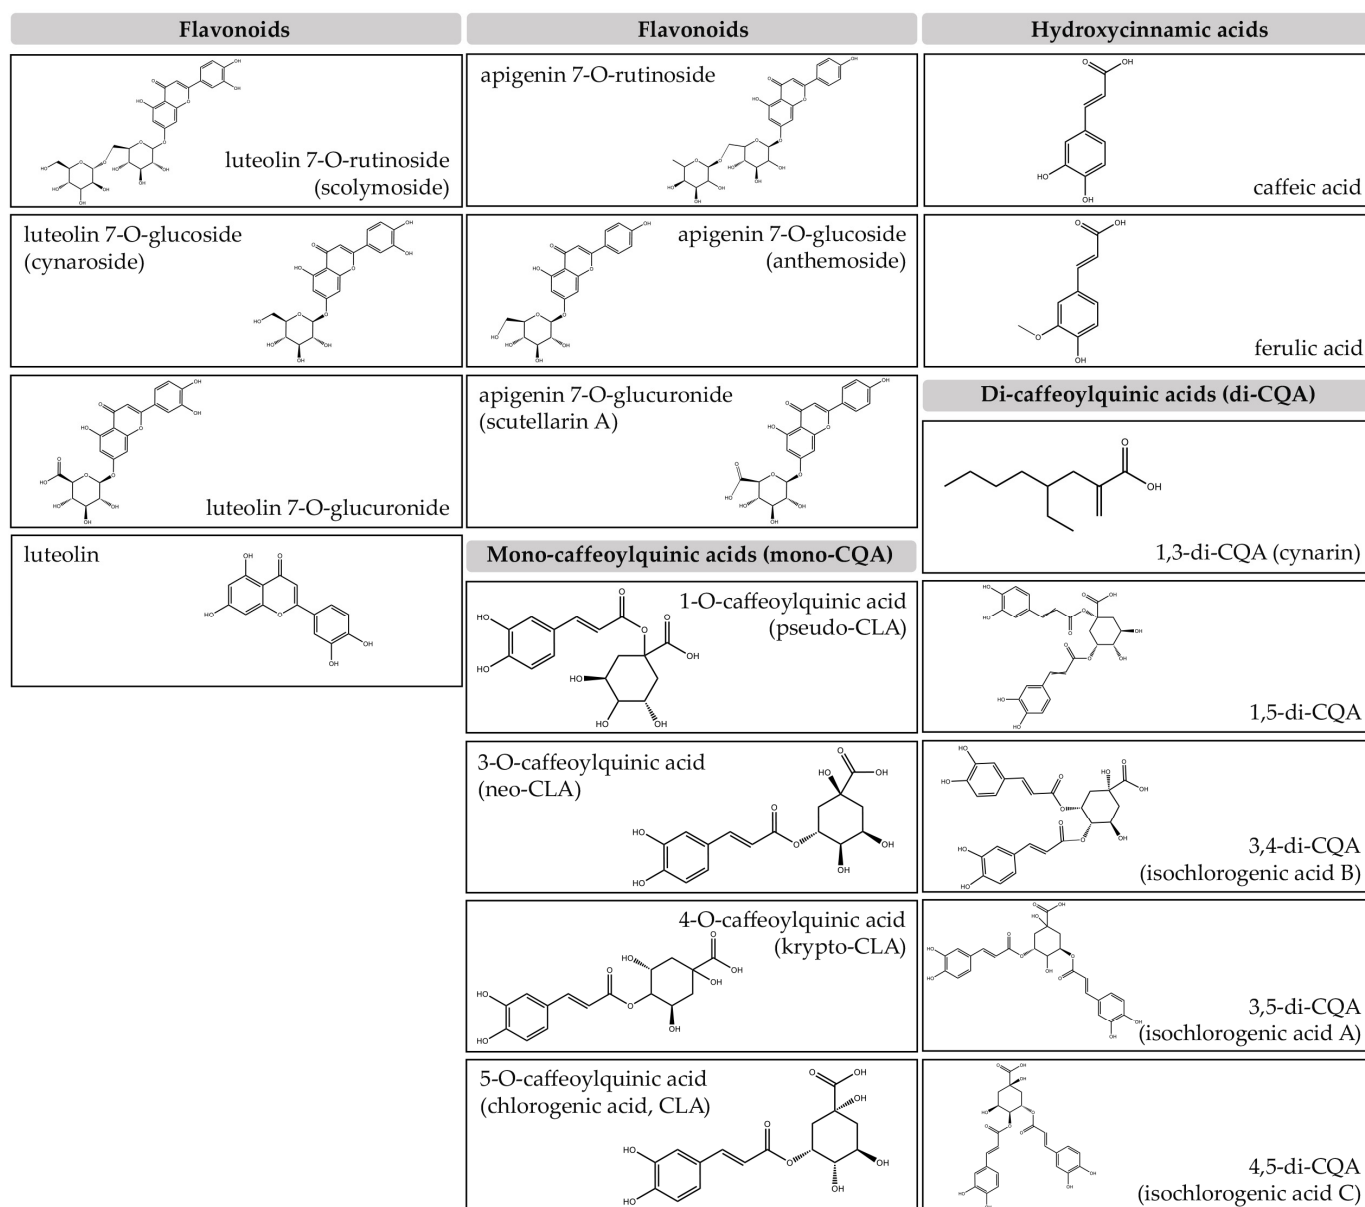 Flavonoids
luteolin 7-O-rutinoside
(scolymoside)
luteolin 7-O-glucoside
(cynaroside)
luteolin 7-O-glucuronide
luteolin
Flavonoids
apigenin 7-O-rutinoside
apigenin 7-O-glucoside
(anthemoside)
apigenin 7-O-glucuronide
(scutellarin A)
Mono-caffeoylquinic acids (mono-CQA)
1-O-caffeoylquinic acid
(pseudo-CLA)
3-O-caffeoylquinic acid
(neo-CLA)
4-O-caffeoylquinic acid
(krypto-CLA)
5-O-caffeoylquinic acid
(chlorogenic acid, CLA)
Hydroxycinnamic acids
caffeic acid
ferulic acid
Di-caffeoylquinic acids (di-CQA)
1,3-di-CQA (cynarin)
1,5-di-CQA
3,4-di-CQA
(isochlorogenic acid B)
3,5-di-CQA
(isochlorogenic acid A)
4,5-di-CQA
(isochlorogenic acid C)